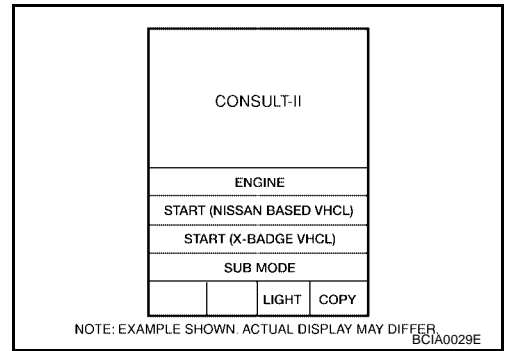 CONSULT-II
ENGINE
START (NISSAN BASED VHCL)
START (X-BADGE VHCL)
SUB MODE
LIGHT COPY
NOTE: EXAMPLE SHOWN. ACTUAL DISPLAY MAY DIFFER.
BCIA0029E